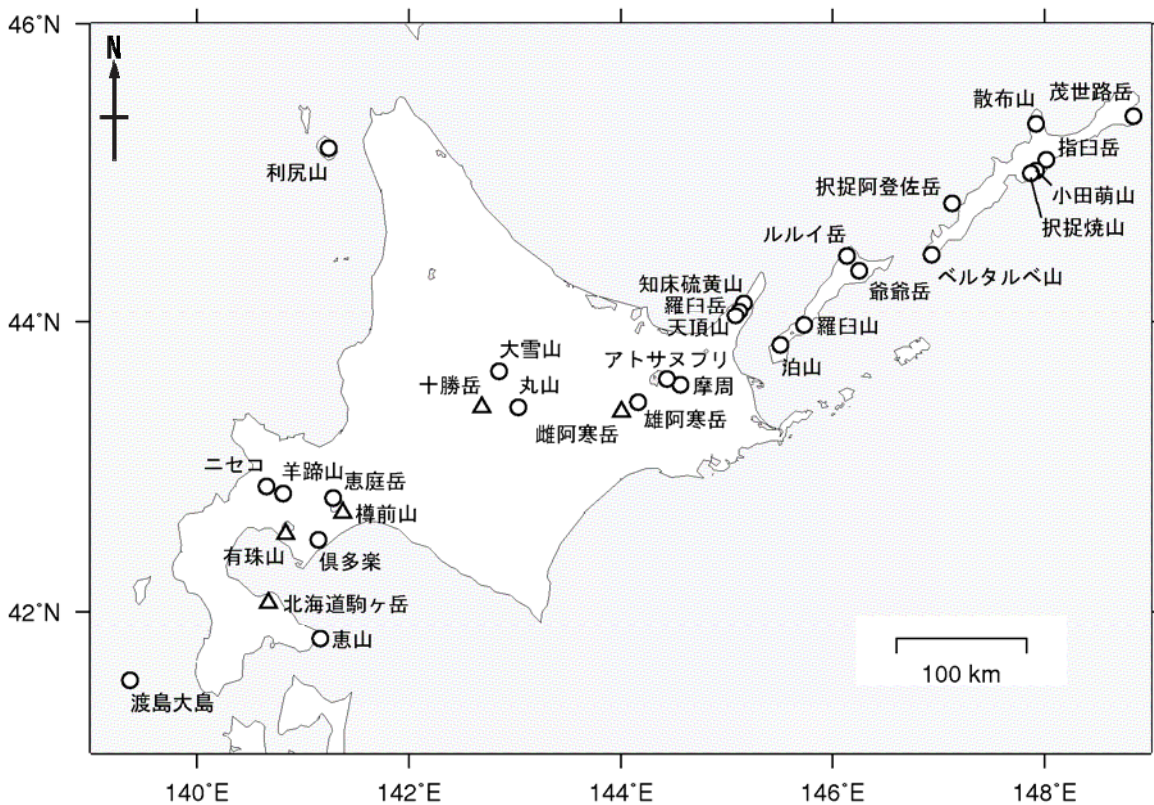 46°N
N
茂世路岳
散布山
指臼岳
利尻山
小田萌山
択捉阿登佐岳
択捉焼山
ルルイ岳
ベルタルベ山
知床硫黄山
爺爺岳
羅臼岳
44°N
天頂山
羅臼山
大雪山
アトサヌプリ
泊山
十勝岳
丸山
摩周
雌阿寒岳
雄阿寒岳
ニセコ
羊蹄山
恵庭岳
樽前山
有珠山
倶多楽
北海道駒ヶ岳
42°N
恵山
100 km
渡島大島
140°E
142°E
144°E
146°E
148°E